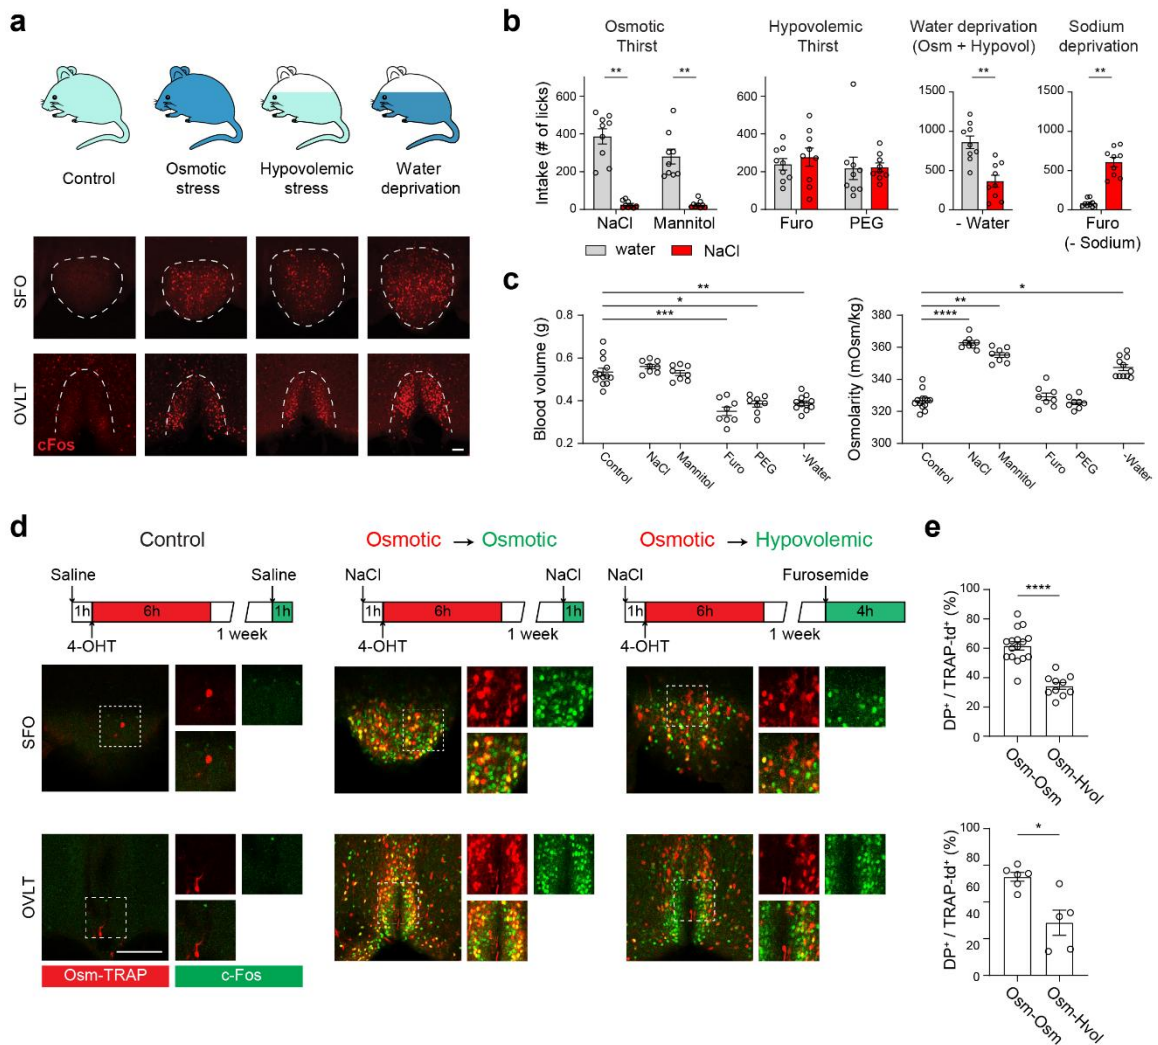 a
Control
Osmotic
stress
Hypovolemic
stress
Water
deprivation
SFO
OVLT
cFos
b
Osmotic
Thirst
Hypovolemic
Thirst
Water deprivation
(Osm + Hypovol)
Sodium
deprivation
Intake (# of licks)
600
400
200
0
**
**
NaCl
Mannitol
600
400
200
0
Furo
PEG
1500
1000
500
0
**
- Water
1500
1000
500
0
**
Furo
(- Sodium)
water
NaCl
c
Blood volume (g)
0.8
0.6
0.4
0.2
**
*
***
Control
NaCl
Mannitol
Furo
PEG
-Water
Osmolarity (mOsm/kg)
380
360
340
320
300
*
**
****
Control
NaCl
Mannitol
Furo
PEG
-Water
d
Control
Saline
Saline
1h
6h
1h
4-OHT
1 week
Osmotic → Osmotic
NaCl
NaCl
1h
6h
1h
4-OHT
1 week
Osmotic → Hypovolemic
NaCl
Furosemide
1h
6h
4h
4-OHT
1 week
SFO
OVLT
Osm-TRAP
c-Fos
e
DP⁺ / TRAP-td⁺ (%)
100
80
60
40
20
0
****
Osm-Osm
Osm-Hvol
DP⁺ / TRAP-td⁺ (%)
80
60
40
20
0
*
Osm-Osm
Osm-Hvol